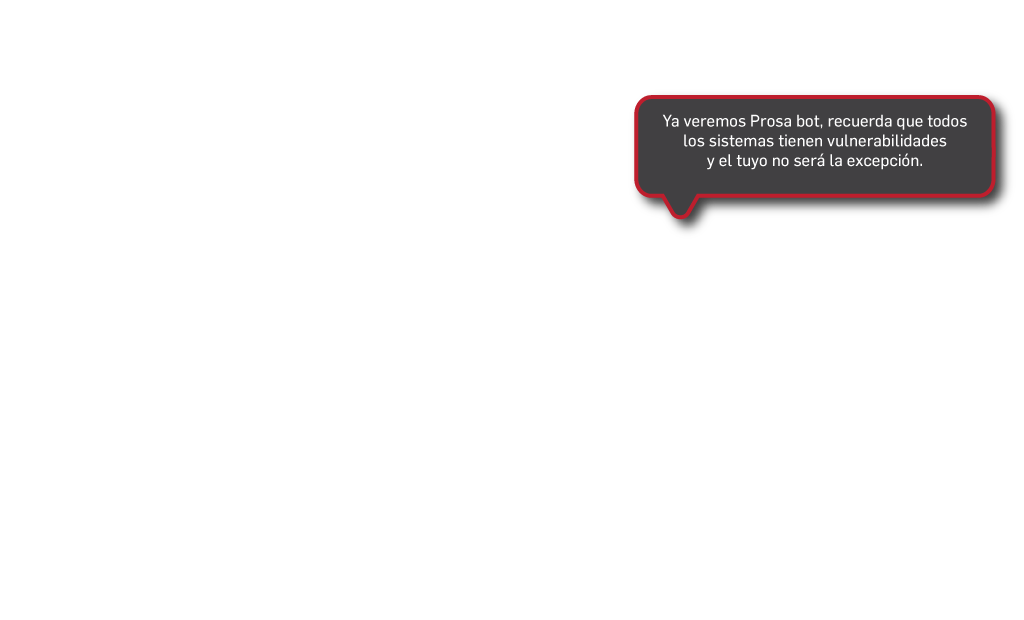 Ya veremos Prosa bot, recuerda que todos
los sistemas tienen vulnerabilidades
y el tuyo no será la excepción.